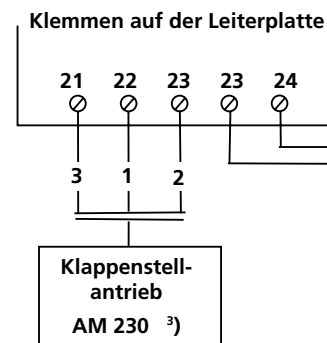 Klemmen auf der Leiterplatte
21 22 23 23 24
3 1 2
Klappenstell-
antrieb
AM 230 ³)